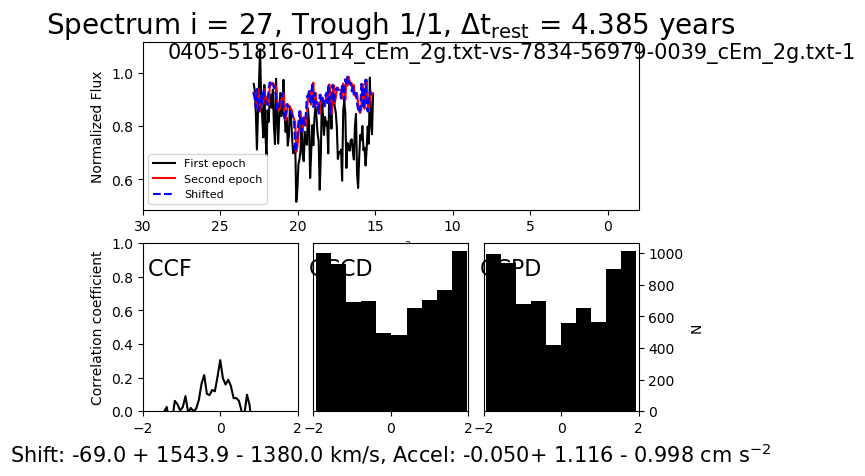 Spectrum i = 27, Trough 1/1, Δt_rest = 4.385 years
0405-51816-0114_cEm_2g.txt-vs-7834-56979-0039_cEm_2g.txt-1
Normalized Flux
1.0
0.8
0.6
First epoch
Second epoch
Shifted
30 25 20 15 10 5 0
Correlation coefficient
1.0
0.8
0.6
0.4
0.2
0.0
CCF
CCCD
CCPD
1000
800
600
400
200
0
N
−2 0 2
−2 0 2
−2 0 2
Shift: -69.0 + 1543.9 - 1380.0 km/s, Accel: -0.050+ 1.116 - 0.998 cm s⁻²